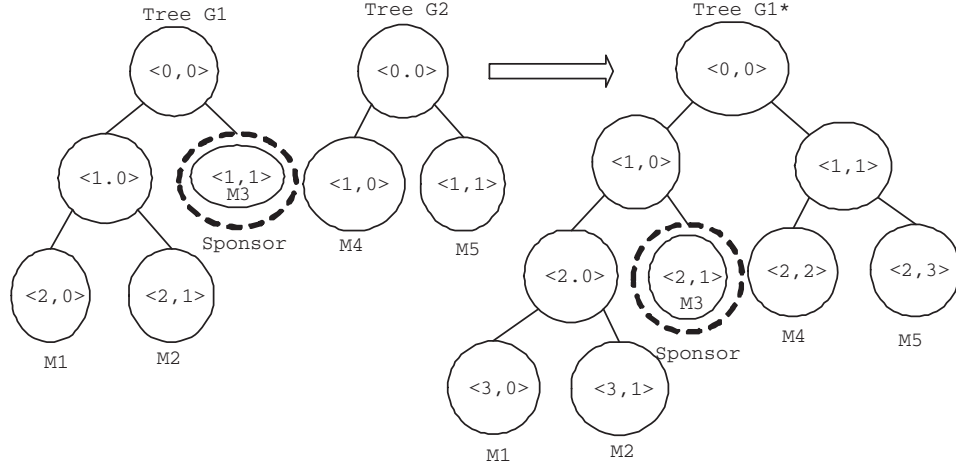 Tree G1 Tree G2 Tree G1*
<0,0> <0.0> <0,0>
<1.0> <1,1> <1,0> <1,1> <1,0> <1,1>
M3
Sponsor M4 M5
<2,0> <2,1> <2.0> <2,1> <2,2> <2,3>
M3
M1 M2 Sponsor M4 M5
<3,0> <3,1>
M1 M2